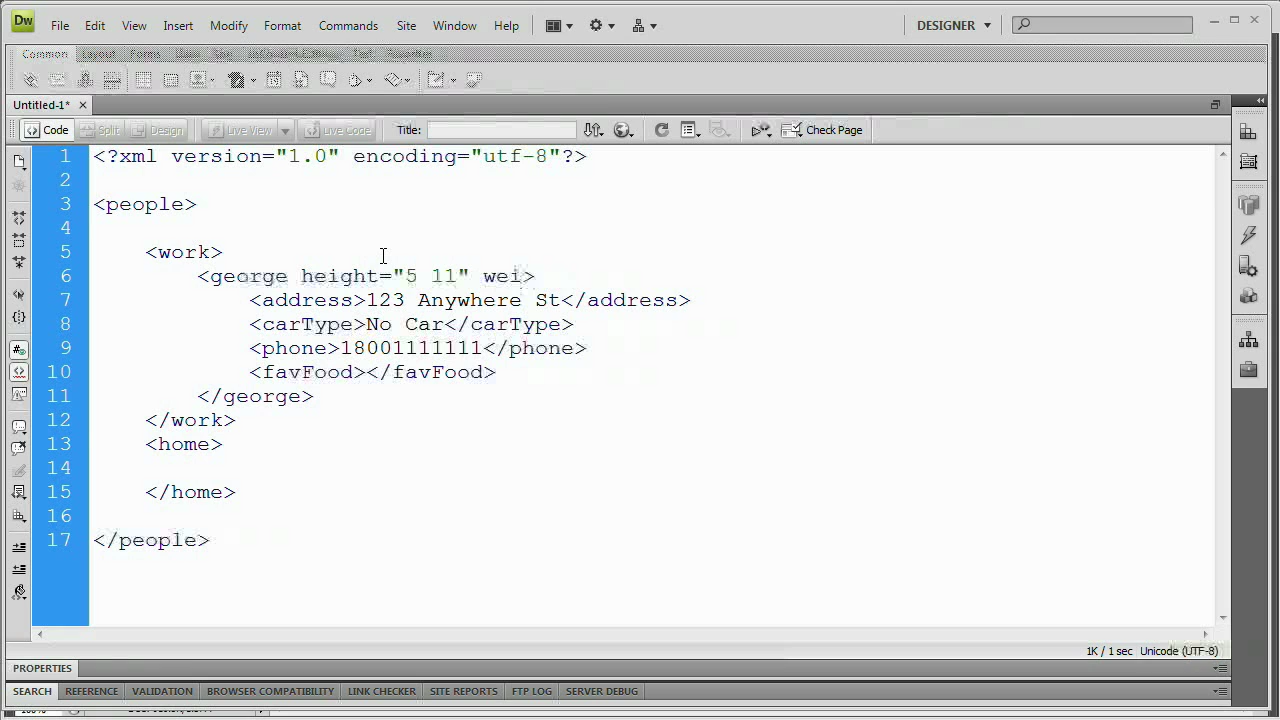 Dw File Edit View Insert Modify Format Commands Site Window Help DESIGNER
Common Layout Forms
Untitled-1*
Code Split Design Live View Live Code Title: Check Page
1 <?xml version="1.0" encoding="utf-8"?>
2
3 <people>
4
5 <work>
6 <george height="5 11" wei>
7 <address>123 Anywhere St</address>
8 <carType>No Car</carType>
9 <phone>18001111111</phone>
10 <favFood></favFood>
11 </george>
12 </work>
13 <home>
14
15 </home>
16
17 </people>
1K / 1 sec Unicode (UTF-8)
PROPERTIES
SEARCH REFERENCE VALIDATION BROWSER COMPATIBILITY LINK CHECKER SITE REPORTS FTP LOG SERVER DEBUG